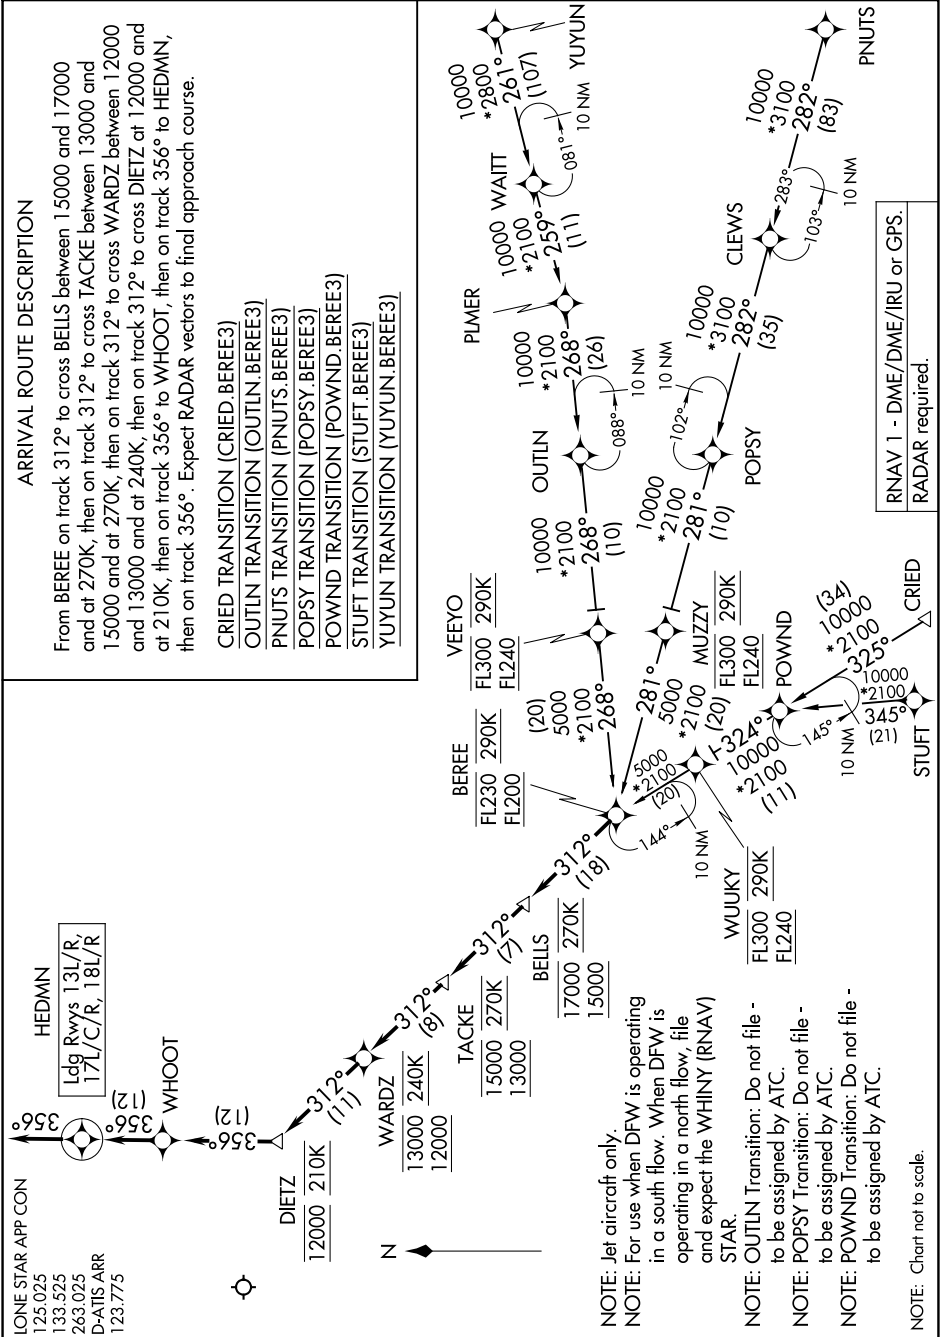 LONE STAR APP CON
125.025
133.525
263.025
D-ATIS ARR
123.775
ARRIVAL ROUTE DESCRIPTION
From BEREE on track 312° to cross BELLS between 15000 and 17000
and at 270K, then on track 312° to cross TACKE between 13000 and
15000 and at 270K, then on track 312° to cross WARDZ between 12000
and 13000 and at 240K, then on track 312° to cross DIETZ at 12000 and
at 210K, then on track 356° to WHOOT, then on track 356° to HEDMN,
then on track 356°. Expect RADAR vectors to final approach course.
CRIED TRANSITION (CRIED.BEREE3)
OUTLN TRANSITION (OUTLN.BEREE3)
PNUTS TRANSITION (PNUTS.BEREE3)
POPSY TRANSITION (POPSY.BEREE3)
POWND TRANSITION (POWND.BEREE3)
STUFT TRANSITION (STUFT.BEREE3)
YUYUN TRANSITION (YUYUN.BEREE3)
HEDMN
Ldg Rwys 13L/R,
17L/C/R, 18L/R
356°
356°
(12)
WHOOT
356°
(12)
DIETZ
12000 210K
N
312°
(11)
WARDZ
13000 240K
12000
312°
(8)
TACKE
15000 270K
13000
312°
(7)
BELLS
17000 270K
15000
312°
(18)
BEREE
FL230 290K
FL200
144°
10 NM
VEEYO
FL300 290K
FL240
(20)
5000
*2100
268°
10000
*2100
268°
(10)
OUTLN
088°
10 NM
10000
*2100
268°
(26)
PLMER
10000
*2100
259°
(11)
WAITT
081°
10 NM
10000
*2800
261°
(107)
YUYUN
281°
5000
*2100
(20)
MUZZY
FL300 290K
FL240
10000
*2100
281°
(10)
POPSY
102°
10 NM
10000
*3100
282°
(35)
CLEWS
283°
103°
10 NM
10000
*3100
282°
(83)
PNUTS
5000
*2100
(20)
WUUKY
FL300 290K
FL240
324°
10000
*2100
(11)
POWND
145°
10 NM
(34)
10000
*2100
325°
CRIED
10000
*2100
345°
(21)
STUFT
RNAV 1 - DME/DME/IRU or GPS.
RADAR required.
NOTE: Jet aircraft only.
NOTE: For use when DFW is operating
in a south flow. When DFW is
operating in a north flow, file
and expect the WHINY (RNAV)
STAR.
NOTE: OUTLN Transition: Do not file -
to be assigned by ATC.
NOTE: POPSY Transition: Do not file -
to be assigned by ATC.
NOTE: POWND Transition: Do not file -
to be assigned by ATC.
NOTE: Chart not to scale.